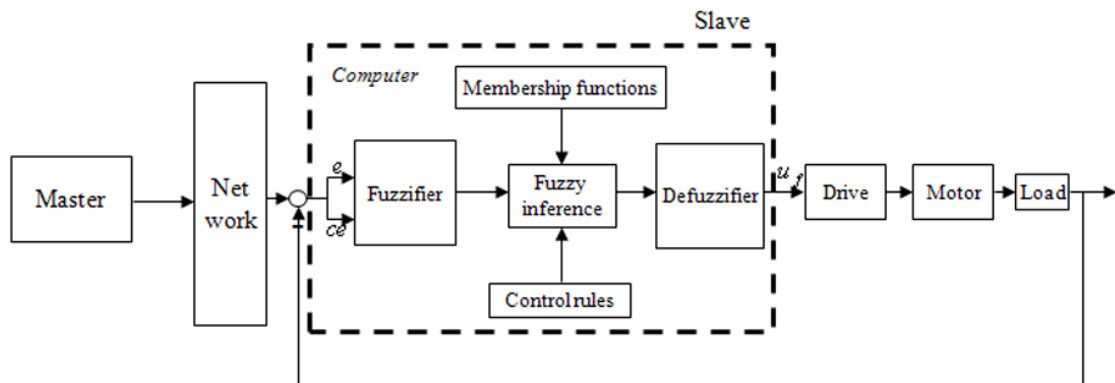 Slave
Computer
Membership functions
Master
Net
work
e
ce
Fuzzifier
Fuzzy
inference
Defuzzifier
u f
Drive
Motor
Load
Control rules
-